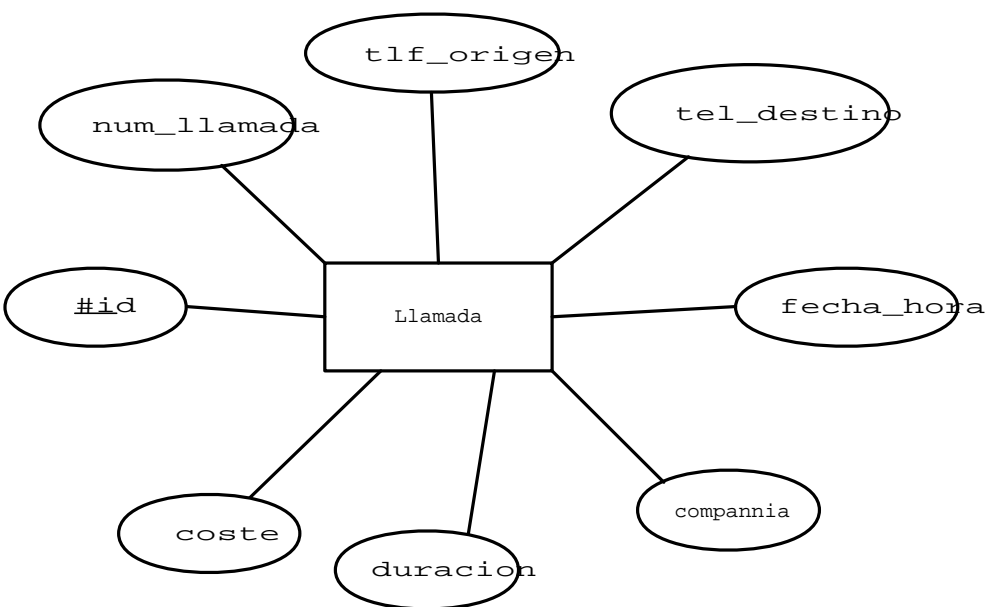 tlf_origen
num_llamada
tel_destino
#id
Llamada
fecha_hora
coste
duracion
compannia